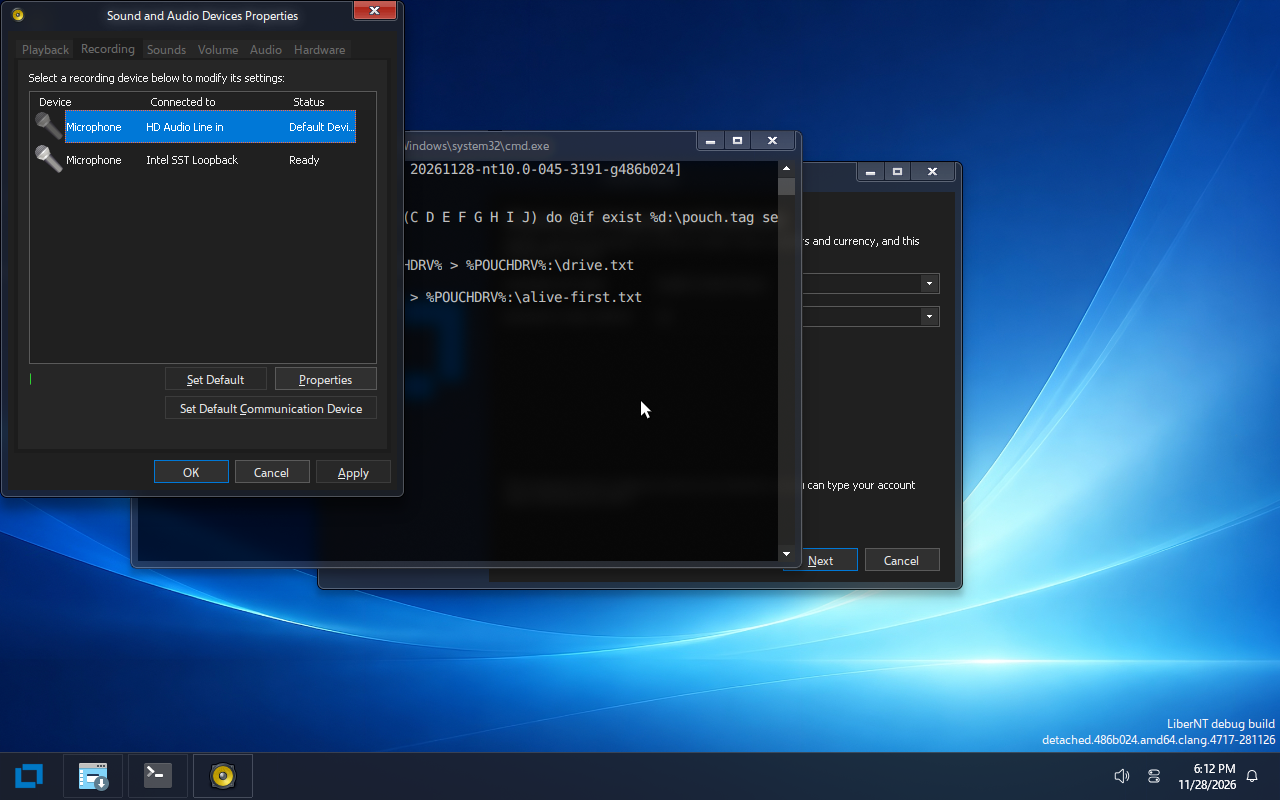 Sound and Audio Devices Properties
Playback Recording Sounds Volume Audio Hardware
Select a recording device below to modify its settings:
Device Connected to Status
Microphone HD Audio Line in Default Devi...
Microphone Intel SST Loopback Ready
Set Default Properties
Set Default Communication Device
OK Cancel Apply
Windows\system32\cmd.exe
20261128-nt10.0-045-3191-g486b024]
(C D E F G H I J) do @if exist %d:\pouch.tag se
HDRV% > %POUCHDRV%:\drive.txt
> %POUCHDRV%:\alive-first.txt
rs and currency, and this
can type your account
Next Cancel
LiberNT debug build
detached.486b024.amd64.clang.4717-281126
6:12 PM
11/28/2026